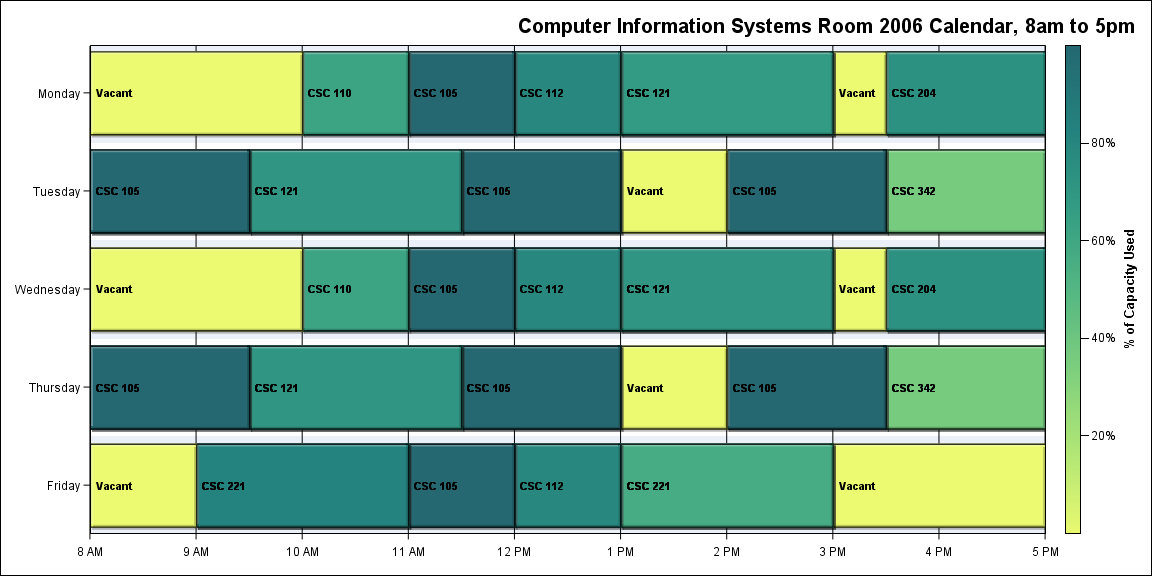 Computer Information Systems Room 2006 Calendar, 8am to 5pm
Monday Vacant CSC 110 CSC 105 CSC 112 CSC 121 Vacant CSC 204
Tuesday CSC 105 CSC 121 CSC 105 Vacant CSC 105 CSC 342
Wednesday Vacant CSC 110 CSC 105 CSC 112 CSC 121 Vacant CSC 204
Thursday CSC 105 CSC 121 CSC 105 Vacant CSC 105 CSC 342
Friday Vacant CSC 221 CSC 105 CSC 112 CSC 221 Vacant
8 AM 9 AM 10 AM 11 AM 12 PM 1 PM 2 PM 3 PM 4 PM 5 PM
80%
60%
40%
20%
% of Capacity Used